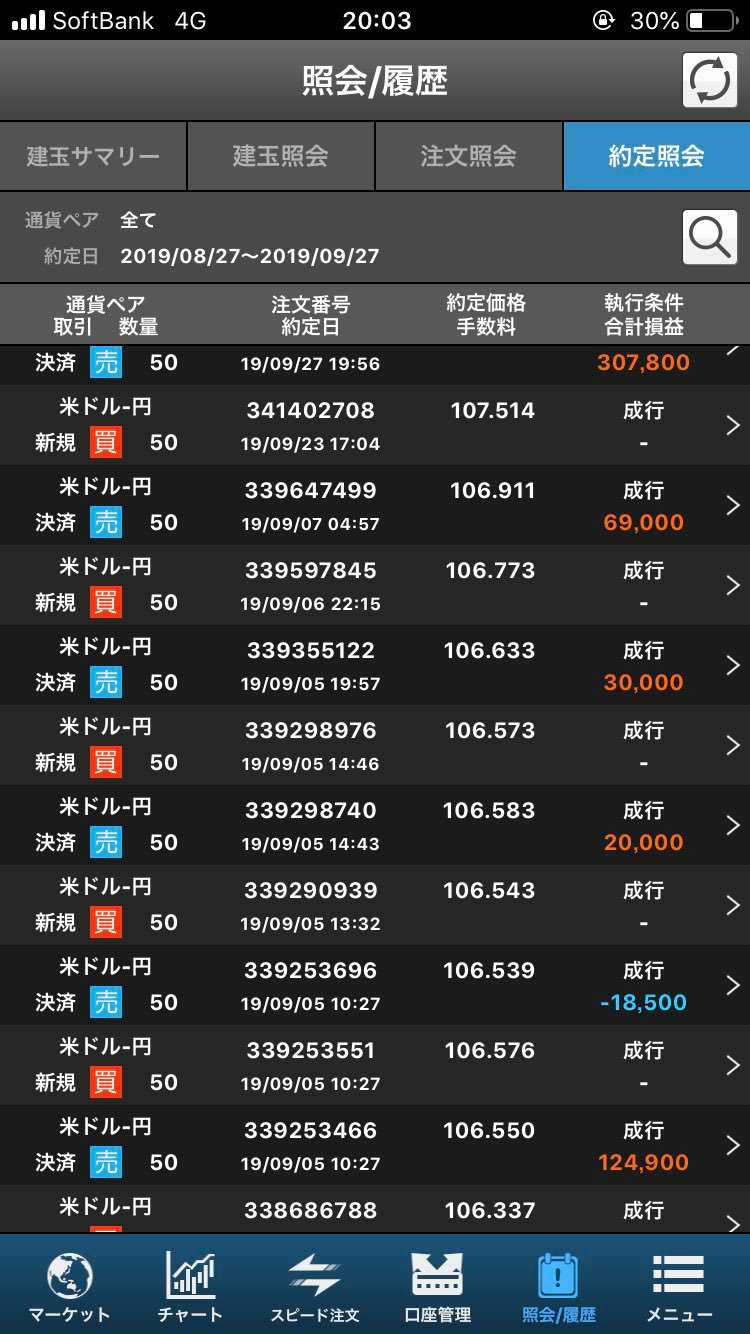 SoftBank 4G 20:03 30%
照会/履歴
建玉サマリー 建玉照会 注文照会 約定照会
通貨ペア 全て
約定日 2019/08/27〜2019/09/27
通貨ペア 注文番号 約定価格 執行条件
取引 数量 約定日 手数料 合計損益
決済 売 50 19/09/27 19:56 307,800
米ドル-円 341402708 107.514 成行
新規 買 50 19/09/23 17:04 -
米ドル-円 339647499 106.911 成行
決済 売 50 19/09/07 04:57 69,000
米ドル-円 339597845 106.773 成行
新規 買 50 19/09/06 22:15 -
米ドル-円 339355122 106.633 成行
決済 売 50 19/09/05 19:57 30,000
米ドル-円 339298976 106.573 成行
新規 買 50 19/09/05 14:46 -
米ドル-円 339298740 106.583 成行
決済 売 50 19/09/05 14:43 20,000
米ドル-円 339290939 106.543 成行
新規 買 50 19/09/05 13:32 -
米ドル-円 339253696 106.539 成行
決済 売 50 19/09/05 10:27 -18,500
米ドル-円 339253551 106.576 成行
新規 買 50 19/09/05 10:27 -
米ドル-円 339253466 106.550 成行
決済 売 50 19/09/05 10:27 124,900
米ドル-円 338686788 106.337 成行
マーケット チャート スピード注文 口座管理 照会/履歴 メニュー